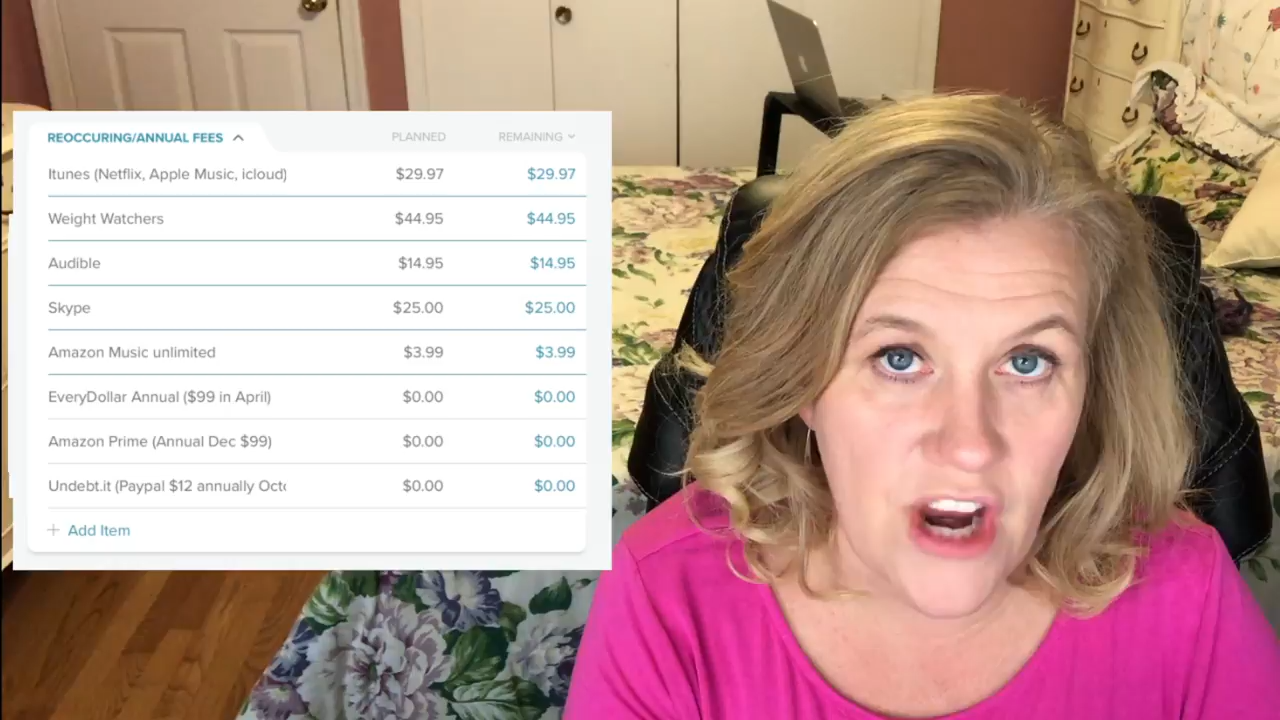 REOCCURING/ANNUAL FEES PLANNED REMAINING
Itunes (Netflix, Apple Music, icloud) $29.97 $29.97
Weight Watchers $44.95 $44.95
Audible $14.95 $14.95
Skype $25.00 $25.00
Amazon Music unlimited $3.99 $3.99
EveryDollar Annual ($99 in April) $0.00 $0.00
Amazon Prime (Annual Dec $99) $0.00 $0.00
Undebt.it (Paypal $12 annually Octo $0.00 $0.00
+ Add Item